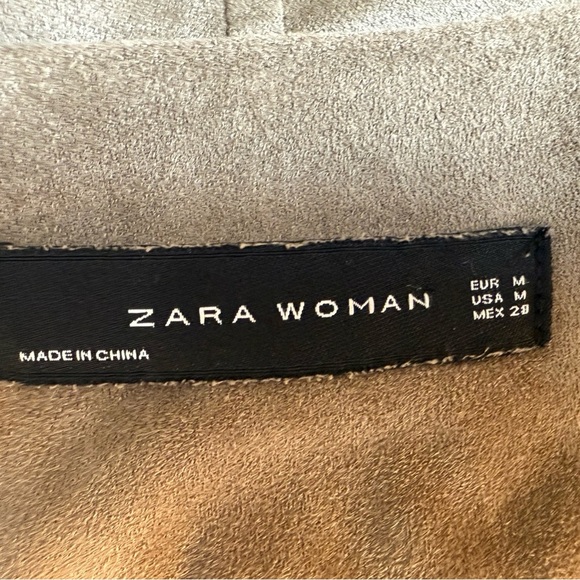 ZARA WOMAN
MADE IN CHINA
EUR M
USA M
MEX 28